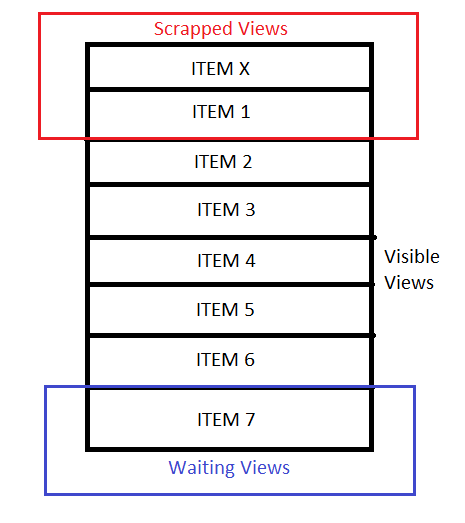 Scrapped Views
ITEM X
ITEM 1
ITEM 2
ITEM 3
ITEM 4
Visible
Views
ITEM 5
ITEM 6
ITEM 7
Waiting Views